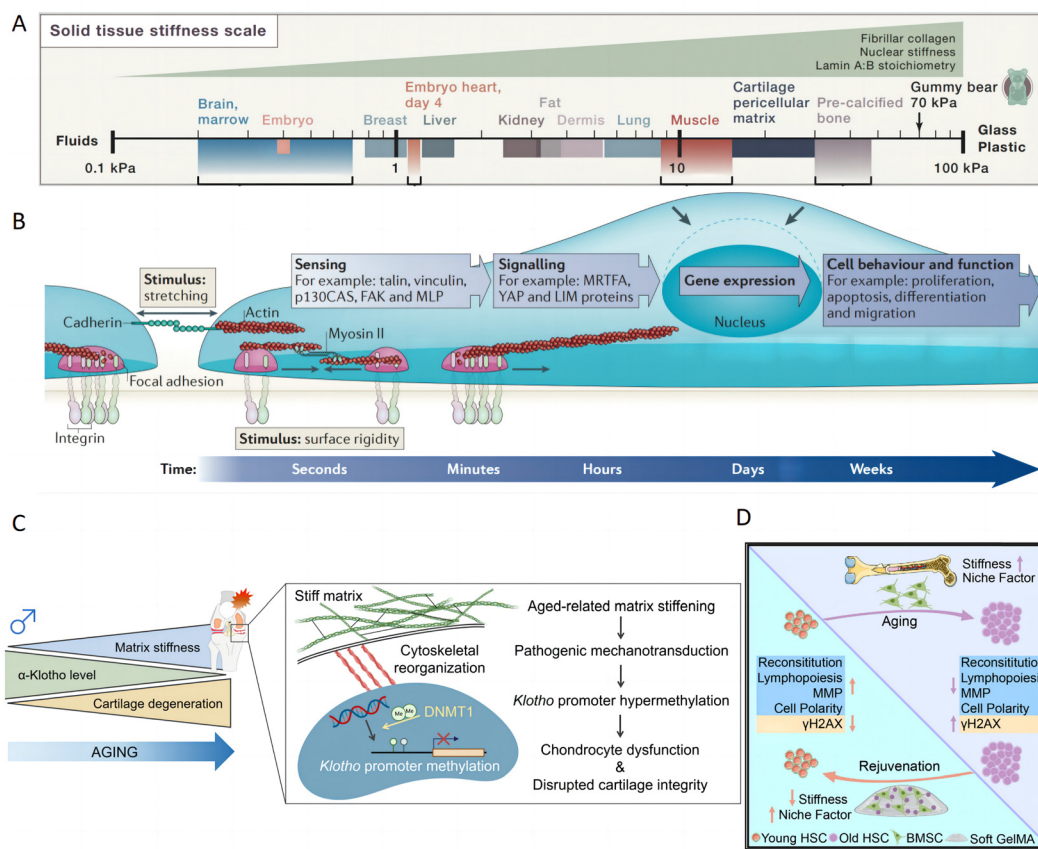 A
Solid tissue stiffness scale
Fibrillar collagen
Nuclear stiffness
Lamin A:B stoichiometry
Gummy bear
70 kPa
Brain,
marrow
Embryo
Breast
Embryo heart,
day 4
Liver
Kidney
Fat
Dermis
Lung
Muscle
Cartilage
pericellular
matrix
Pre-calcified
bone
Fluids
Glass
Plastic
0.1 kPa
1
10
100 kPa
B
Stimulus:
stretching
Sensing
For example: talin, vinculin,
p130CAS, FAK and MLP
Signalling
For example: MRTFA,
YAP and LIM proteins
Gene expression
Nucleus
Cell behaviour and function
For example: proliferation,
apoptosis, differentiation
and migration
Cadherin
Actin
Myosin II
Focal adhesion
Integrin
Stimulus: surface rigidity
Time:
Seconds
Minutes
Hours
Days
Weeks
C
♂
Matrix stiffness
α-Klotho level
Cartilage degeneration
AGING
Stiff matrix
Cytoskeletal
reorganization
Me
Me
DNMT1
Klotho promoter methylation
Aged-related matrix stiffening
Pathogenic mechanotransduction
Klotho promoter hypermethylation
Chondrocyte dysfunction
&
Disrupted cartilage integrity
D
Stiffness
Niche Factor
Aging
Reconsititution
Lymphopoiesis
MMP
Cell Polarity
γH2AX
Reconsititution
Lymphopoiesis
MMP
Cell Polarity
γH2AX
Rejuvenation
Stiffness
Niche Factor
Young HSC
Old HSC
BMSC
Soft GelMA